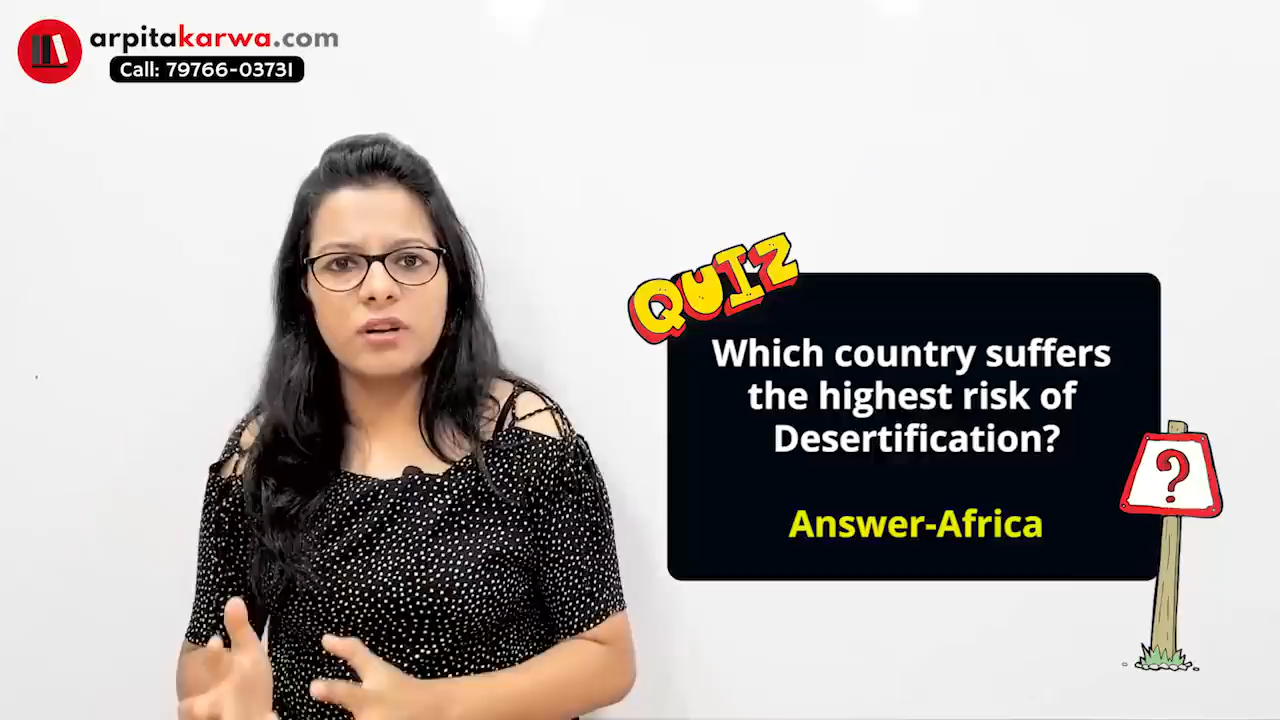 arpitakarwa.com
Call: 79766-03731
QUIZ
Which country suffers
the highest risk of
Desertification?
?
Answer-Africa